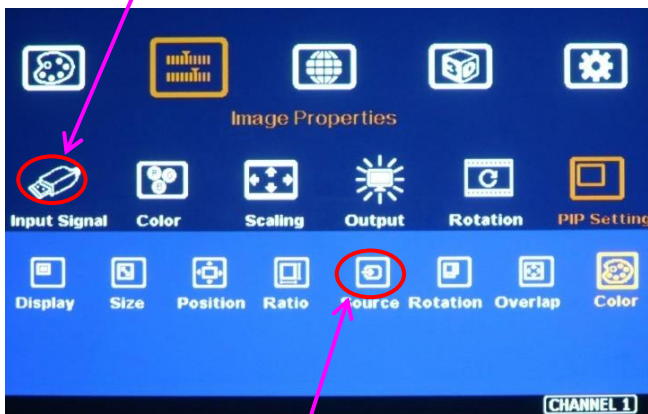 3D
Image Properties
Input Signal Color Scaling Output Rotation PIP Setting
Display Size Position Ratio Source Rotation Overlap Color
CHANNEL 1